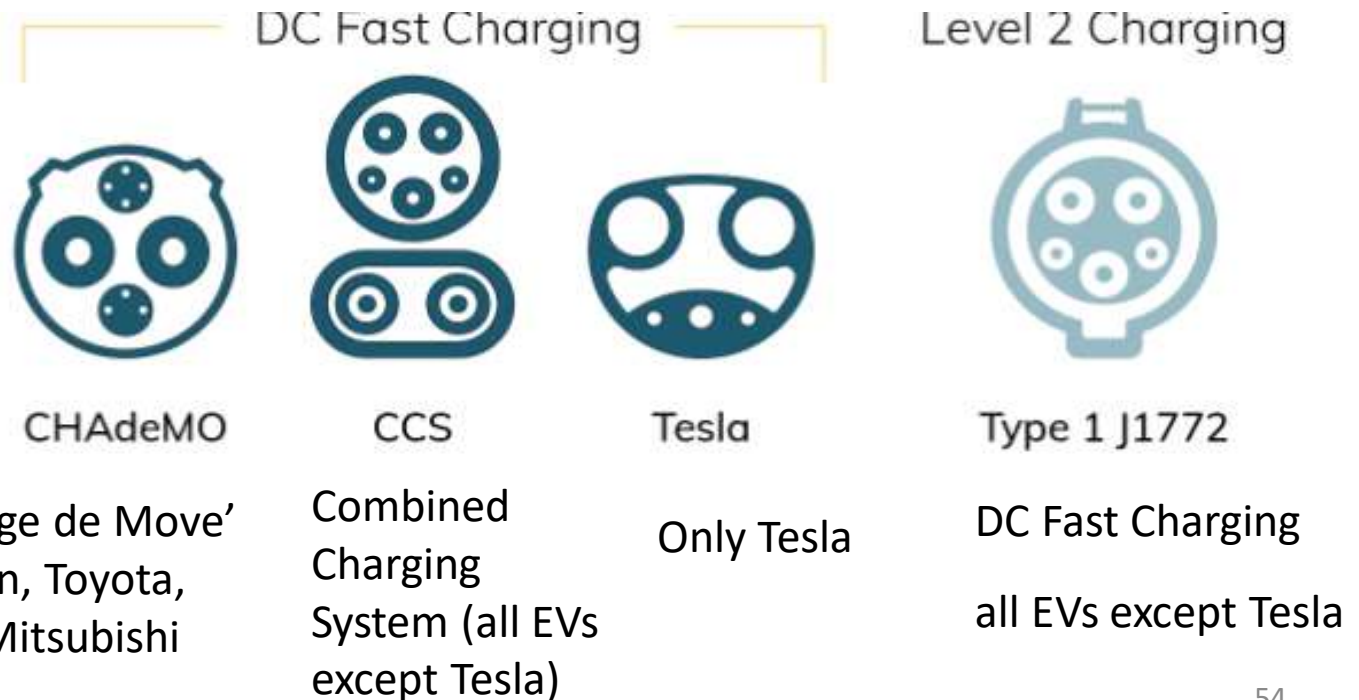 DC Fast Charging
Level 2 Charging
CHAdeMO
CCS
Tesla
Type 1 J1772
ge de Move’
n, Toyota,
Mitsubishi
Combined
Charging
System (all EVs
except Tesla)
Only Tesla
DC Fast Charging
all EVs except Tesla
54